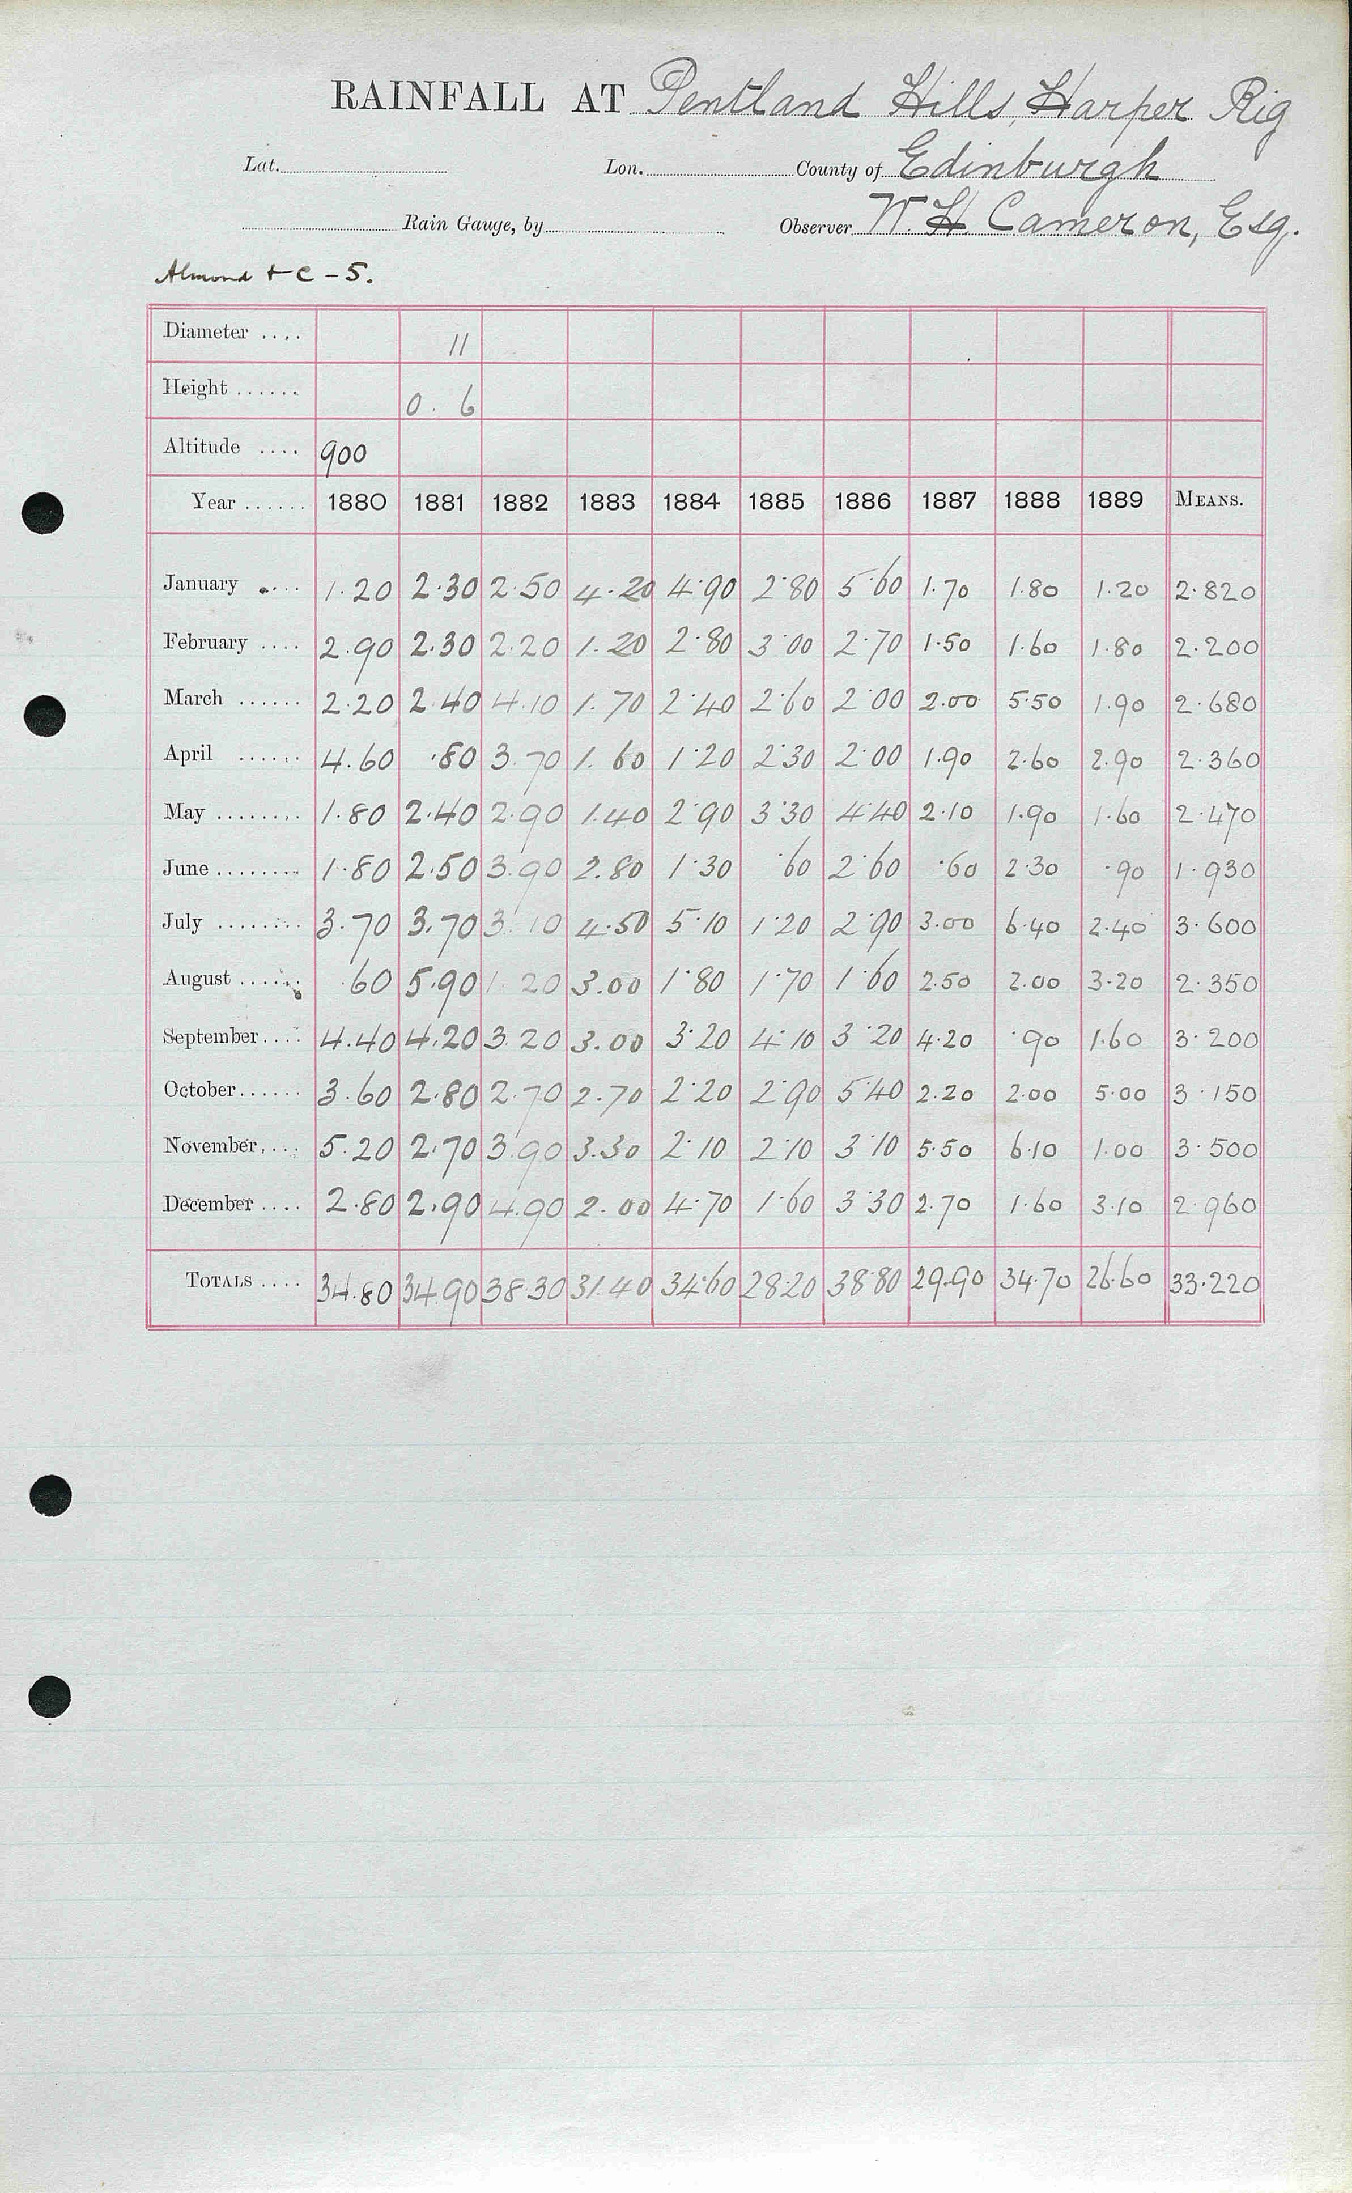 RAINFALL AT Pentland Hills, Harper Rig
Lat. Lon. County of Edinburgh
Rain Gauge, by Observer W. H. Cameron, Esq.
Almond + C - 5.
Diameter .... 11
Height ...... 0. 6
Altitude .... 900
Year ...... 1880 1881 1882 1883 1884 1885 1886 1887 1888 1889 MEANS.
January .... 1.20 2.30 2.50 4.20 4.90 2.80 5.60 1.70 1.80 1.20 2.820
February .... 2.90 2.30 2.20 1.20 2.80 3.00 2.70 1.50 1.60 1.80 2.200
March ...... 2.20 2.40 4.10 1.70 2.40 2.60 2.00 2.00 5.50 1.90 2.680
April ...... 4.60 .80 3.70 1.60 1.20 2.30 2.00 1.90 2.60 2.90 2.360
May ........ 1.80 2.40 2.90 1.40 2.90 3.30 4.40 2.10 1.90 1.60 2.470
June ........ 1.80 2.50 3.90 2.80 1.30 .60 2.60 .60 2.30 .90 1.930
July ........ 3.70 3.70 3.10 4.50 5.10 1.20 2.90 3.00 6.40 2.40 3.600
August ...... .60 5.90 1.20 3.00 1.80 1.70 1.60 2.50 2.00 3.20 2.350
September .... 4.40 4.20 3.20 3.00 3.20 4.10 3.20 4.20 .90 1.60 3.200
October ...... 3.60 2.80 2.70 2.70 2.20 2.90 5.40 2.20 2.00 5.00 3.150
November .... 5.20 2.70 3.90 3.30 2.10 2.10 3.10 5.50 6.10 1.00 3.500
December .... 2.80 2.90 4.90 2.00 4.70 1.60 3.30 2.70 1.60 3.10 2.960
TOTALS .... 34.80 34.90 38.30 31.40 34.60 28.20 38.80 29.90 34.70 26.60 33.220